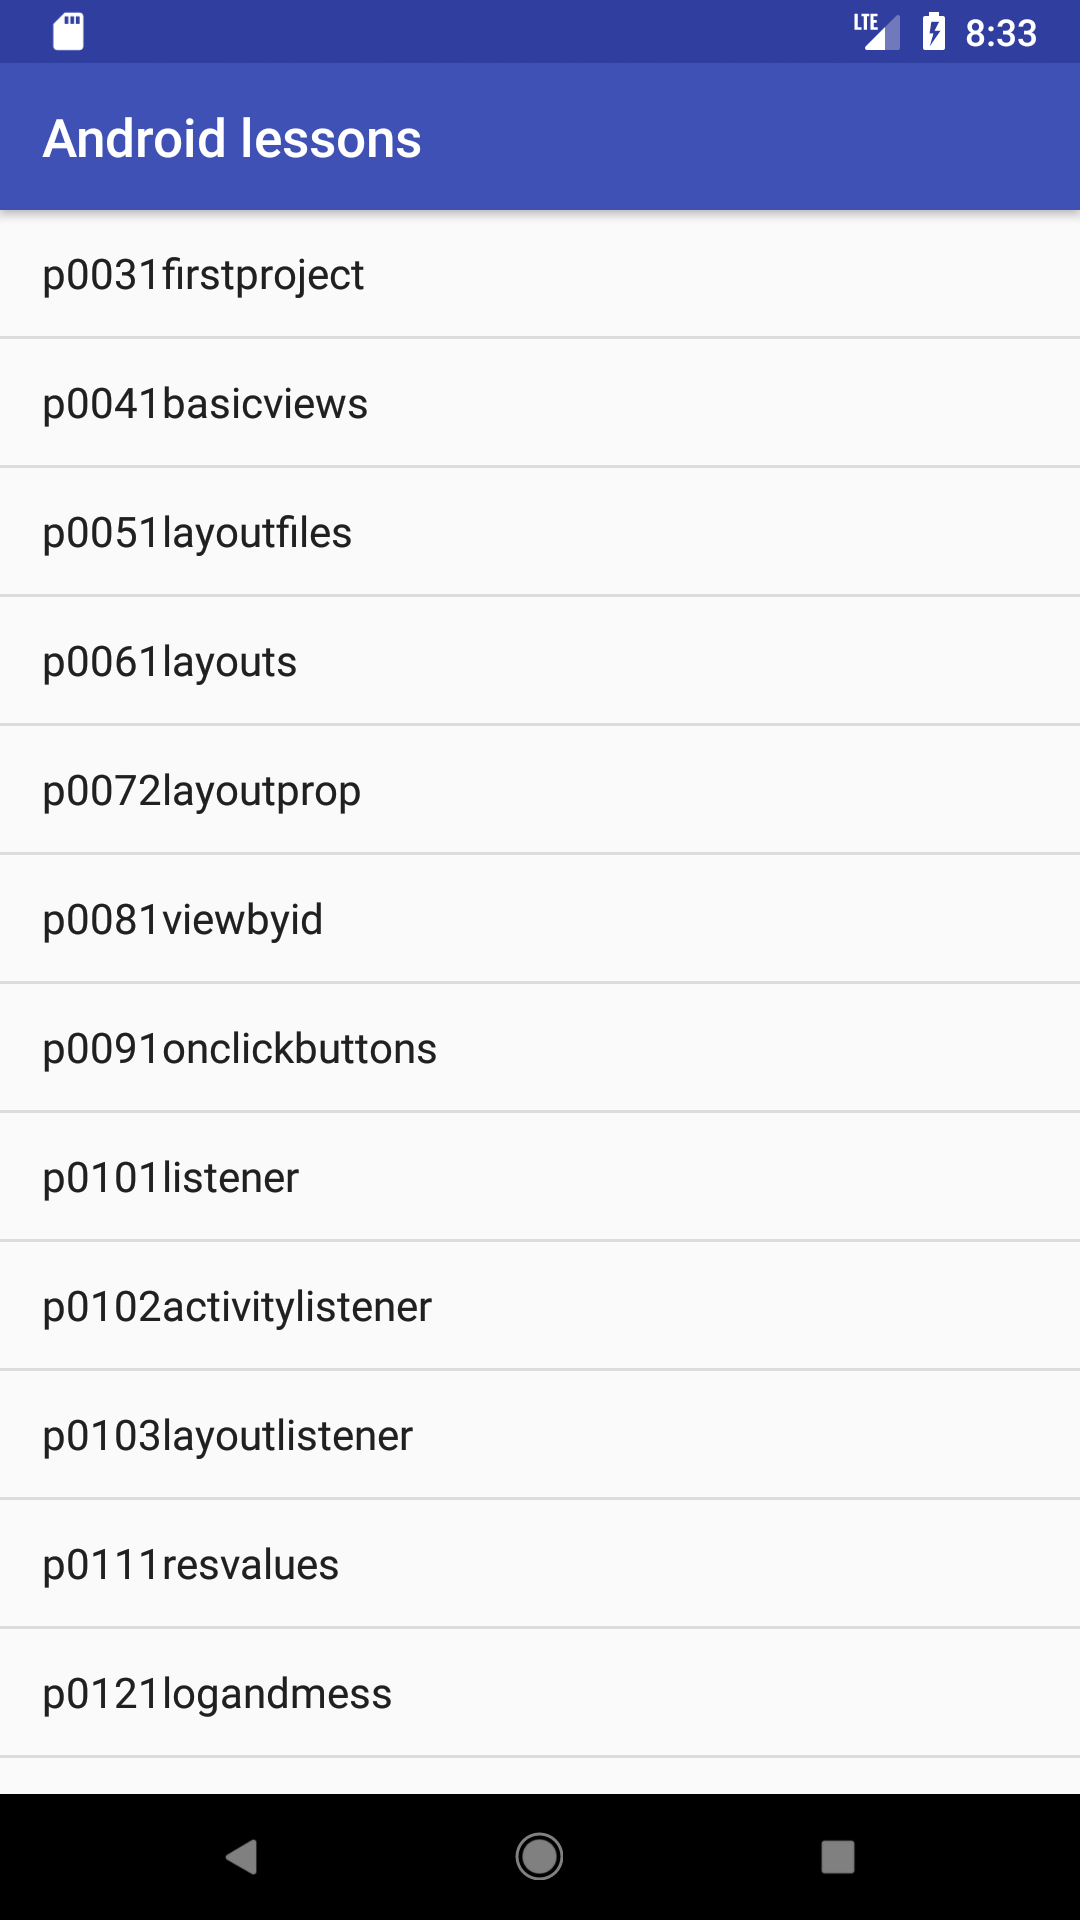 LTE 8:33
Android lessons
p0031firstproject
p0041basicviews
p0051layoutfiles
p0061layouts
p0072layoutprop
p0081viewbyid
p0091onclickbuttons
p0101listener
p0102activitylistener
p0103layoutlistener
p0111resvalues
p0121logandmess